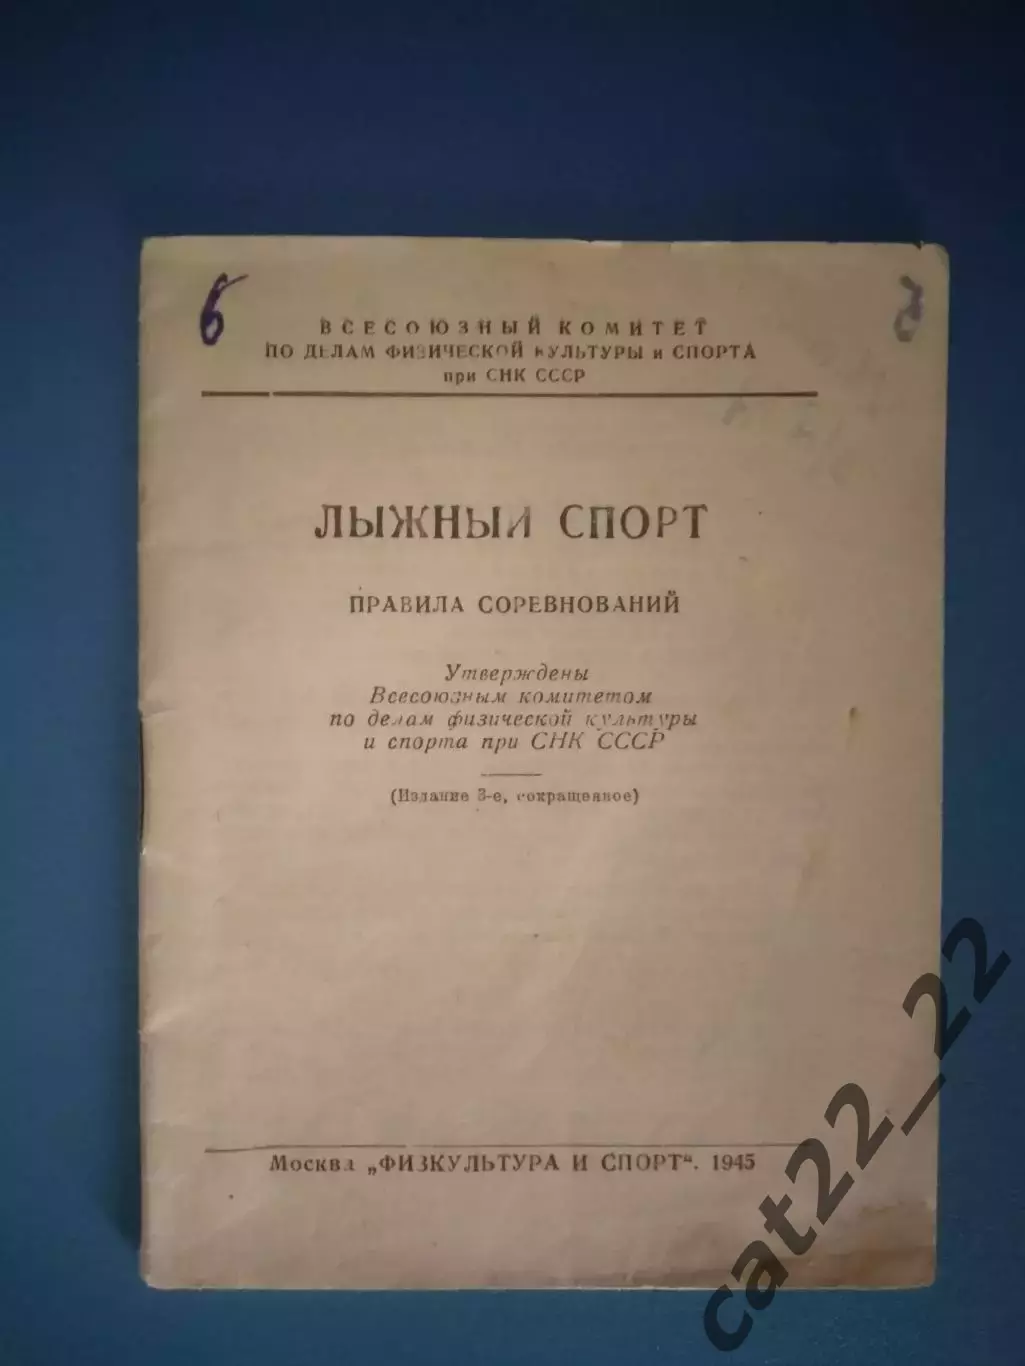 6
ВСЕСОЮЗНЫЙ КОМИТЕТ
ПО ДЕЛАМ ФИЗИЧЕСКОЙ КУЛЬТУРЫ и СПОРТА
при СНК СССР
ЛЫЖНЫЙ СПОРТ
ПРАВИЛА СОРЕВНОВАНИЙ
Утверждены
Всесоюзным комитетом
по делам физической культуры
и спорта при СНК СССР
(Издание 3-е, сокращенное)
Москва „ФИЗКУЛЬТУРА И СПОРТ“. 1945
cat22_22